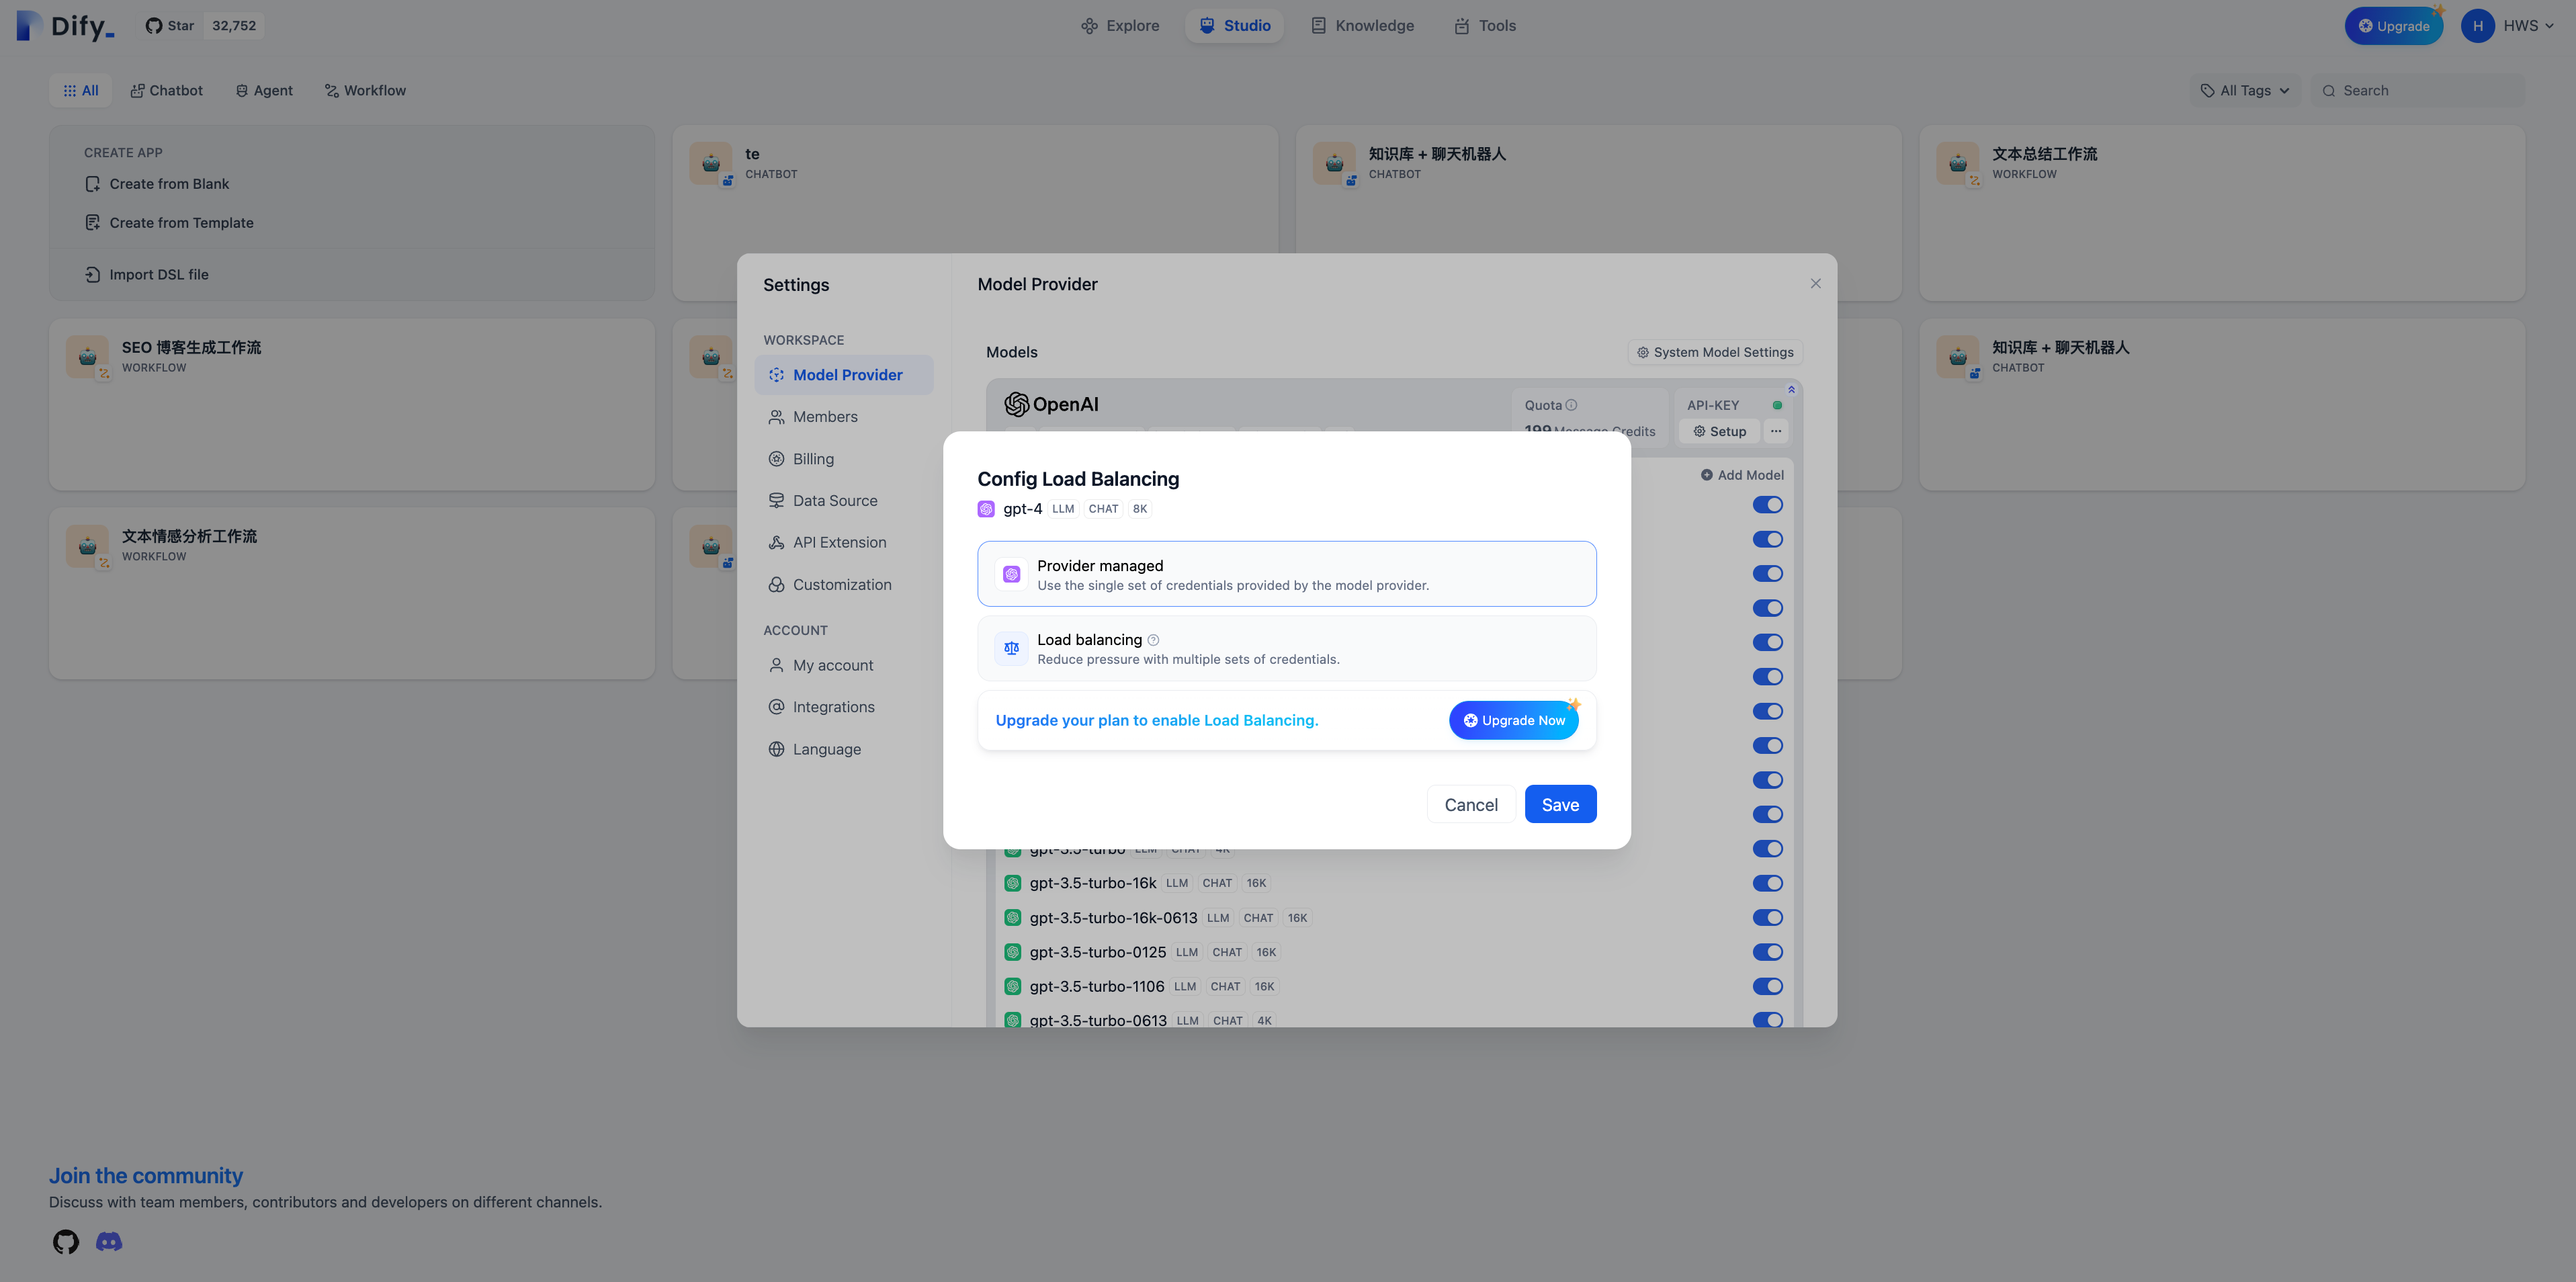 Dify_
Star 32,752
Explore
Studio
Knowledge
Tools
Upgrade
H
HWS
All
Chatbot
Agent
Workflow
All Tags
Search
CREATE APP
Create from Blank
Create from Template
Import DSL file
te
CHATBOT
知识库 + 聊天机器人
CHATBOT
文本总结工作流
WORKFLOW
SEO 博客生成工作流
WORKFLOW
知识库 + 聊天机器人
CHATBOT
文本情感分析工作流
WORKFLOW
Settings
WORKSPACE
Model Provider
Members
Billing
Data Source
API Extension
Customization
ACCOUNT
My account
Integrations
Language
Model Provider
Models
System Model Settings
OpenAI
Quota
199 Message Credits
API-KEY
Setup
Add Model
Config Load Balancing
gpt-4 LLM CHAT 8K
Provider managed
Use the single set of credentials provided by the model provider.
Load balancing
Reduce pressure with multiple sets of credentials.
Upgrade your plan to enable Load Balancing.
Upgrade Now
Cancel
Save
gpt-3.5-turbo LLM CHAT 4K
gpt-3.5-turbo-16k LLM CHAT 16K
gpt-3.5-turbo-16k-0613 LLM CHAT 16K
gpt-3.5-turbo-0125 LLM CHAT 16K
gpt-3.5-turbo-1106 LLM CHAT 16K
gpt-3.5-turbo-0613 LLM CHAT 4K
Join the community
Discuss with team members, contributors and developers on different channels.